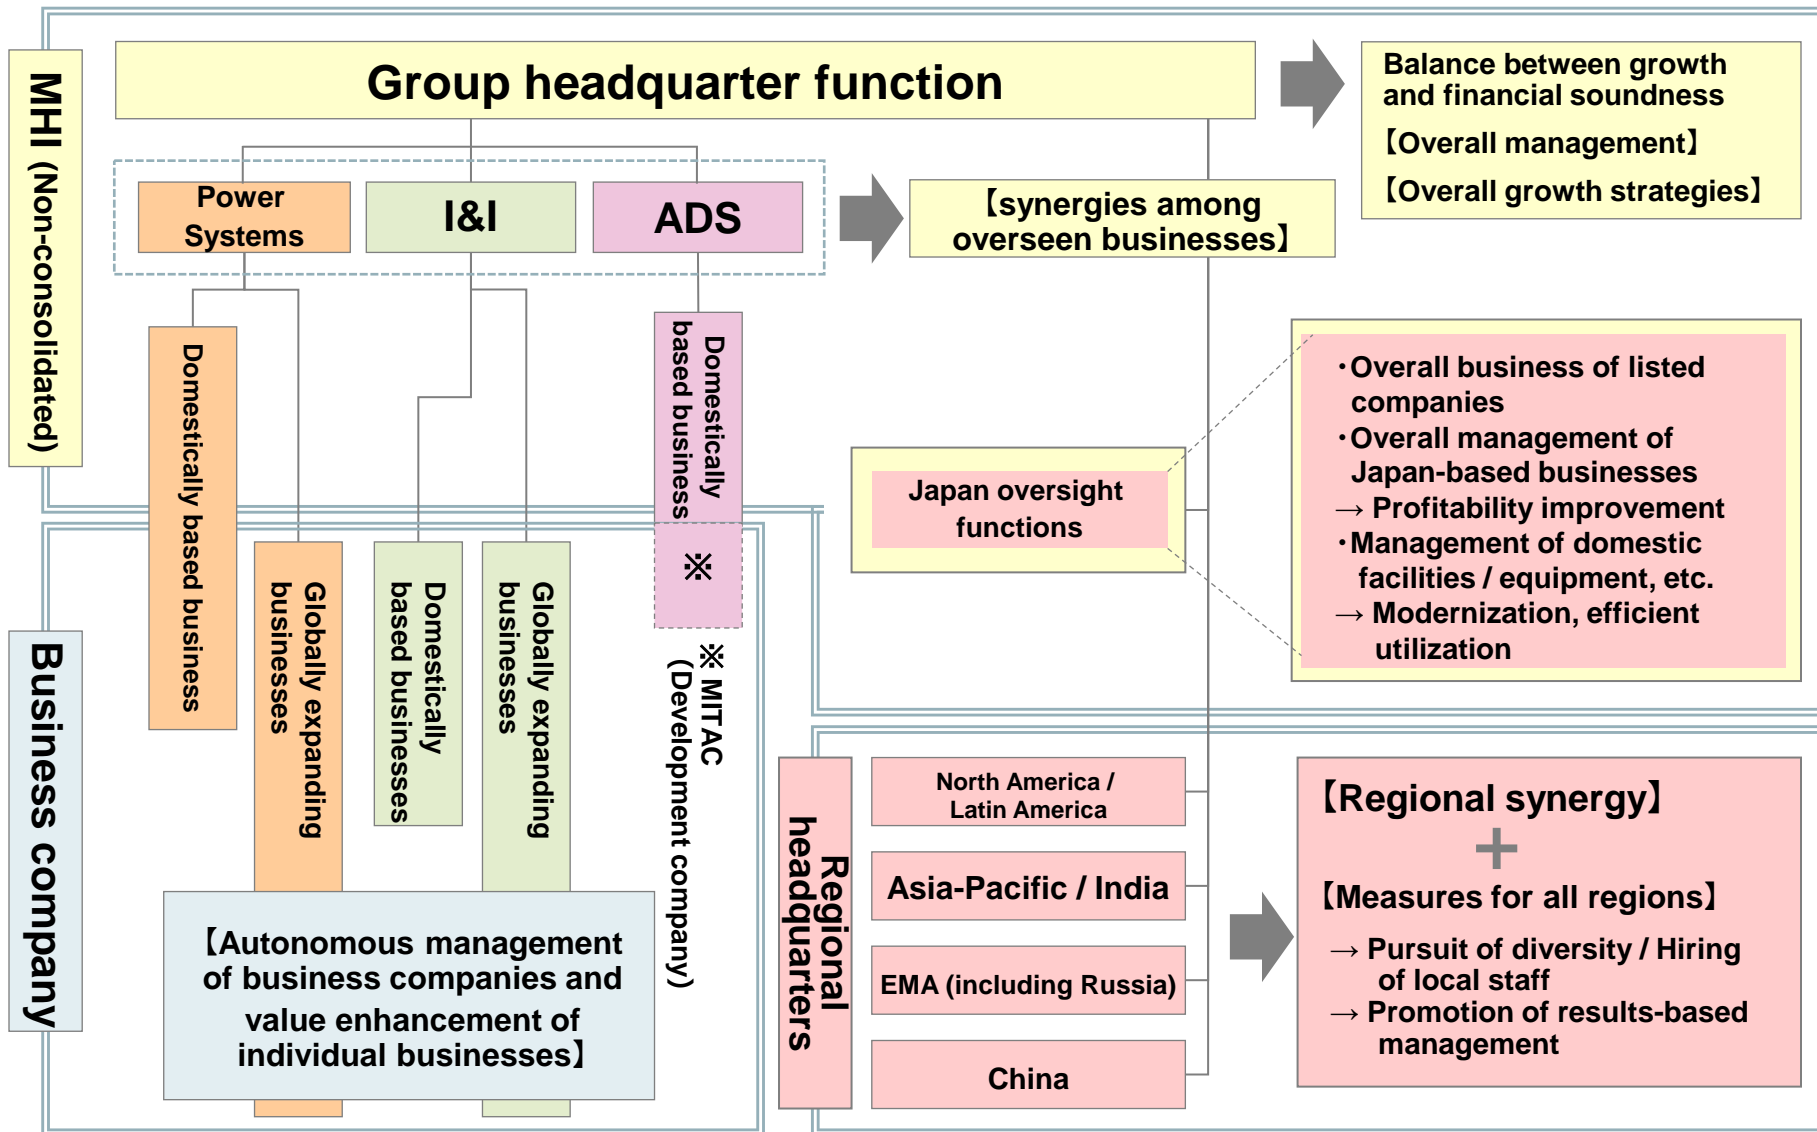 MHI (Non-consolidated)
Group headquarter function
Balance between growth
and financial soundness
【Overall management】
【Overall growth strategies】
Power
Systems
I&I
ADS
【synergies among
overseen businesses】
Domestically based business
Domestically
based business
※
Japan oversight
functions
・Overall business of listed
companies
・Overall management of
Japan-based businesses
→ Profitability improvement
・Management of domestic
facilities / equipment, etc.
→ Modernization, efficient
utilization
Business company
Globally expanding
businesses
Domestically
based businesses
Globally expanding
businesses
※ MITAC
(Development company)
【Autonomous management
of business companies and
value enhancement of
individual businesses】
Regional
headquarters
North America /
Latin America
Asia-Pacific / India
EMA (including Russia)
China
【Regional synergy】
+
【Measures for all regions】
→ Pursuit of diversity / Hiring
of local staff
→ Promotion of results-based
management